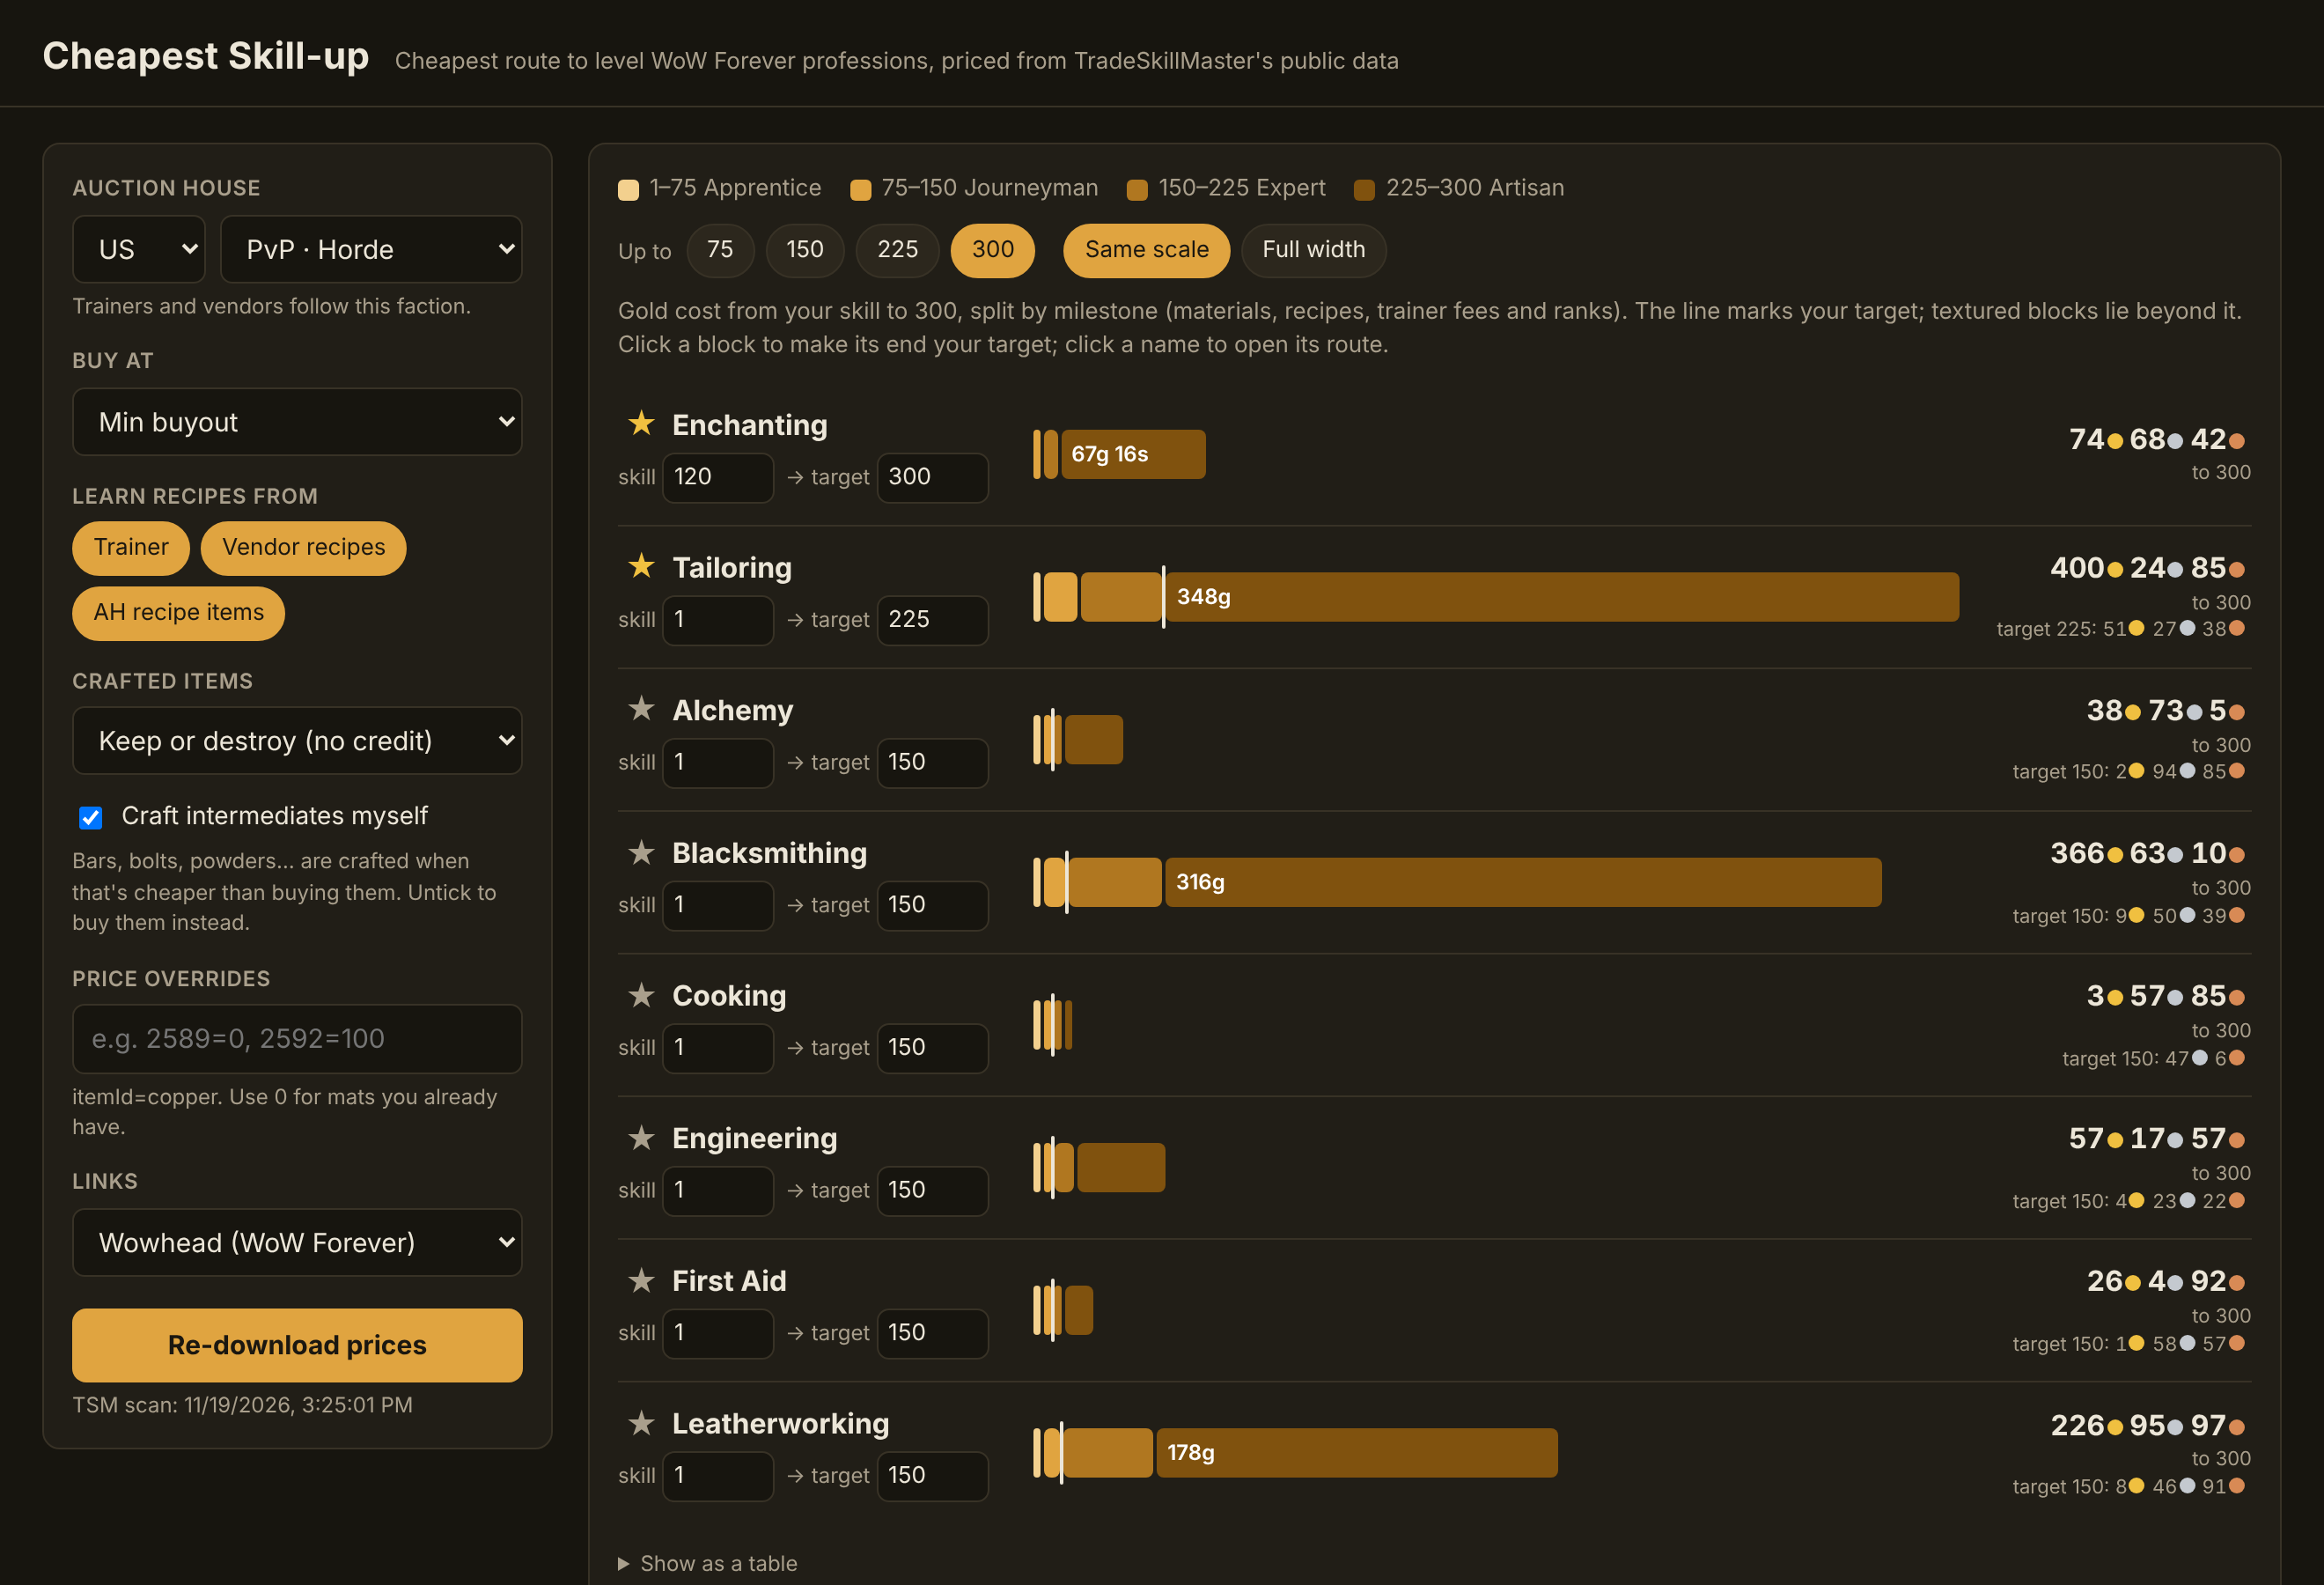 Cheapest Skill-up Cheapest route to level WoW Forever professions, priced from TradeSkillMaster's public data
AUCTION HOUSE
US PvP · Horde
Trainers and vendors follow this faction.
BUY AT
Min buyout
LEARN RECIPES FROM
Trainer Vendor recipes
AH recipe items
CRAFTED ITEMS
Keep or destroy (no credit)
Craft intermediates myself
Bars, bolts, powders... are crafted when
that's cheaper than buying them. Untick to
buy them instead.
PRICE OVERRIDES
e.g. 2589=0, 2592=100
itemId=copper. Use 0 for mats you already
have.
LINKS
Wowhead (WoW Forever)
Re-download prices
TSM scan: 11/19/2026, 3:25:01 PM
1–75 Apprentice 75–150 Journeyman 150–225 Expert 225–300 Artisan
Up to 75 150 225 300 Same scale Full width
Gold cost from your skill to 300, split by milestone (materials, recipes, trainer fees and ranks). The line marks your target; textured blocks lie beyond it.
Click a block to make its end your target; click a name to open its route.
★ Enchanting
skill 120 → target 300
67g 16s
74 68 42
to 300
★ Tailoring
skill 1 → target 225
348g
400 24 85
to 300
target 225: 51 27 38
★ Alchemy
skill 1 → target 150
38 73 5
to 300
target 150: 2 94 85
★ Blacksmithing
skill 1 → target 150
316g
366 63 10
to 300
target 150: 9 50 39
★ Cooking
skill 1 → target 150
3 57 85
to 300
target 150: 47 6
★ Engineering
skill 1 → target 150
57 17 57
to 300
target 150: 4 23 22
★ First Aid
skill 1 → target 150
26 4 92
to 300
target 150: 1 58 57
★ Leatherworking
skill 1 → target 150
178g
226 95 97
to 300
target 150: 8 46 91
▶ Show as a table